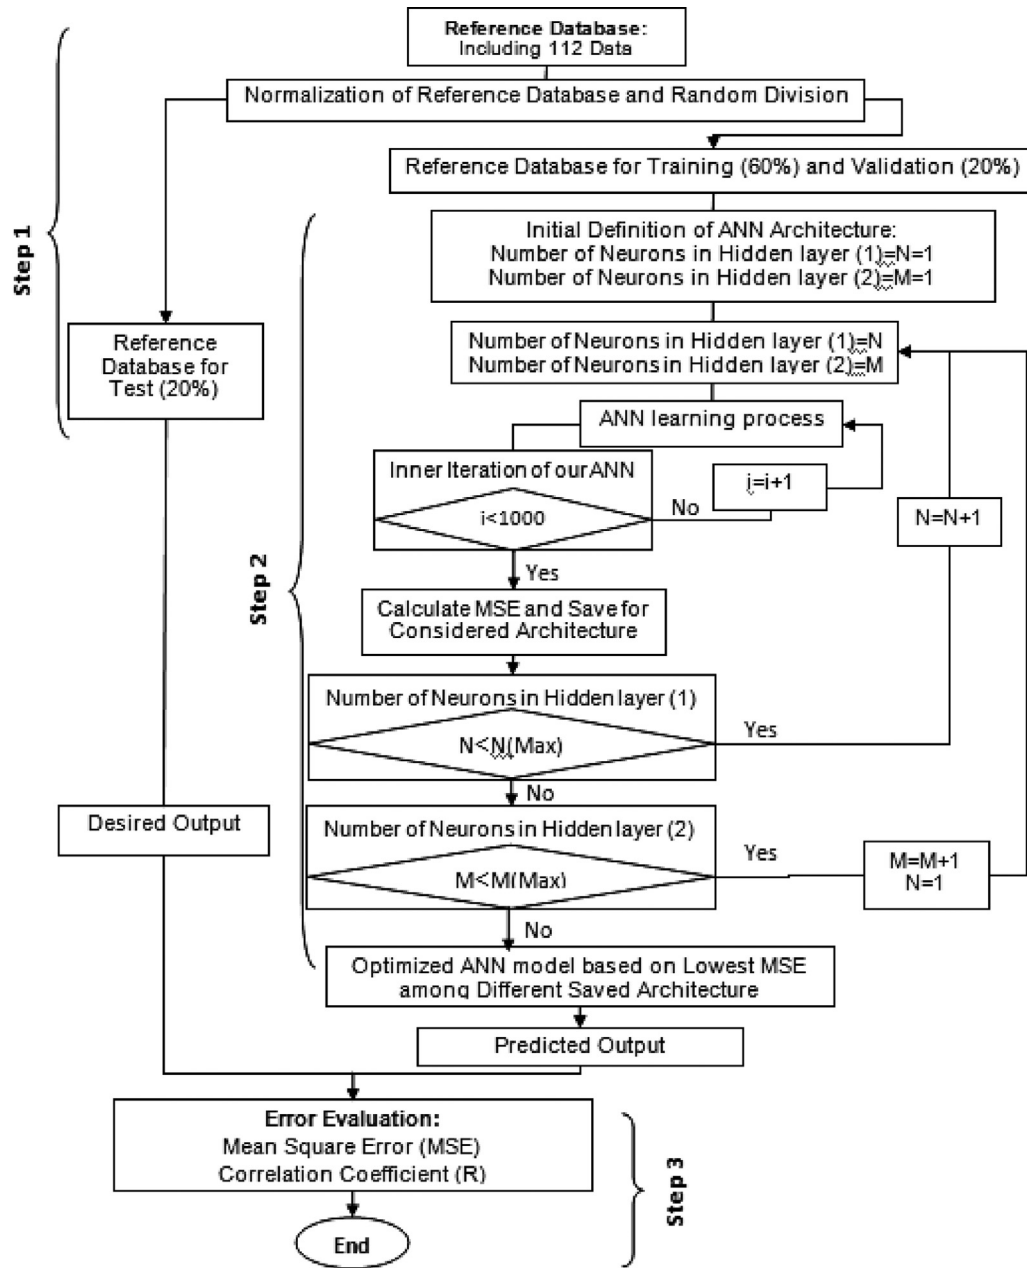 Reference Database:
Including 112 Data
Normalization of Reference Database and Random Division
Reference Database for Training (60%) and Validation (20%)
Step 1
Initial Definition of ANN Architecture:
Number of Neurons in Hidden layer (1)=N=1
Number of Neurons in Hidden layer (2)=M=1
Reference
Database for
Test (20%)
Number of Neurons in Hidden layer (1)=N
Number of Neurons in Hidden layer (2)=M
ANN learning process
Inner Iteration of our ANN
i<1000
No
i=i+1
N=N+1
Yes
Step 2
Calculate MSE and Save for
Considered Architecture
Number of Neurons in Hidden layer (1)
N<N(Max)
Yes
No
Desired Output
Number of Neurons in Hidden layer (2)
M<M(Max)
Yes
M=M+1
N=1
No
Optimized ANN model based on Lowest MSE
among Different Saved Architecture
Predicted Output
Error Evaluation:
Mean Square Error (MSE)
Correlation Coefficient (R)
Step 3
End